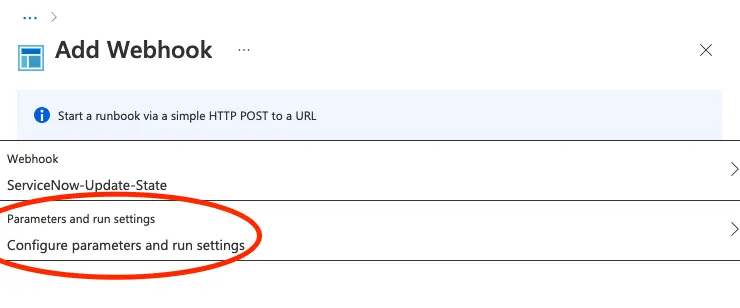 Add Webhook
Start a runbook via a simple HTTP POST to a URL
Webhook
ServiceNow-Update-State
Parameters and run settings
Configure parameters and run settings